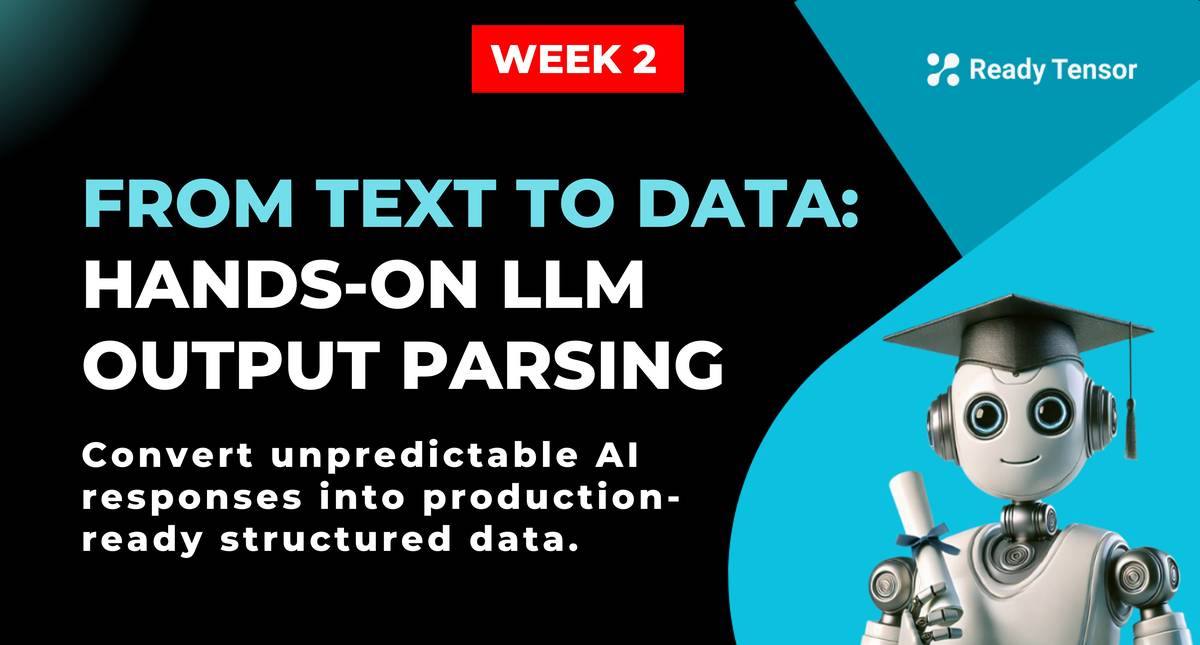 WEEK 2
Ready Tensor
FROM TEXT TO DATA:
HANDS-ON LLM
OUTPUT PARSING
Convert unpredictable AI
responses into production-
ready structured data.